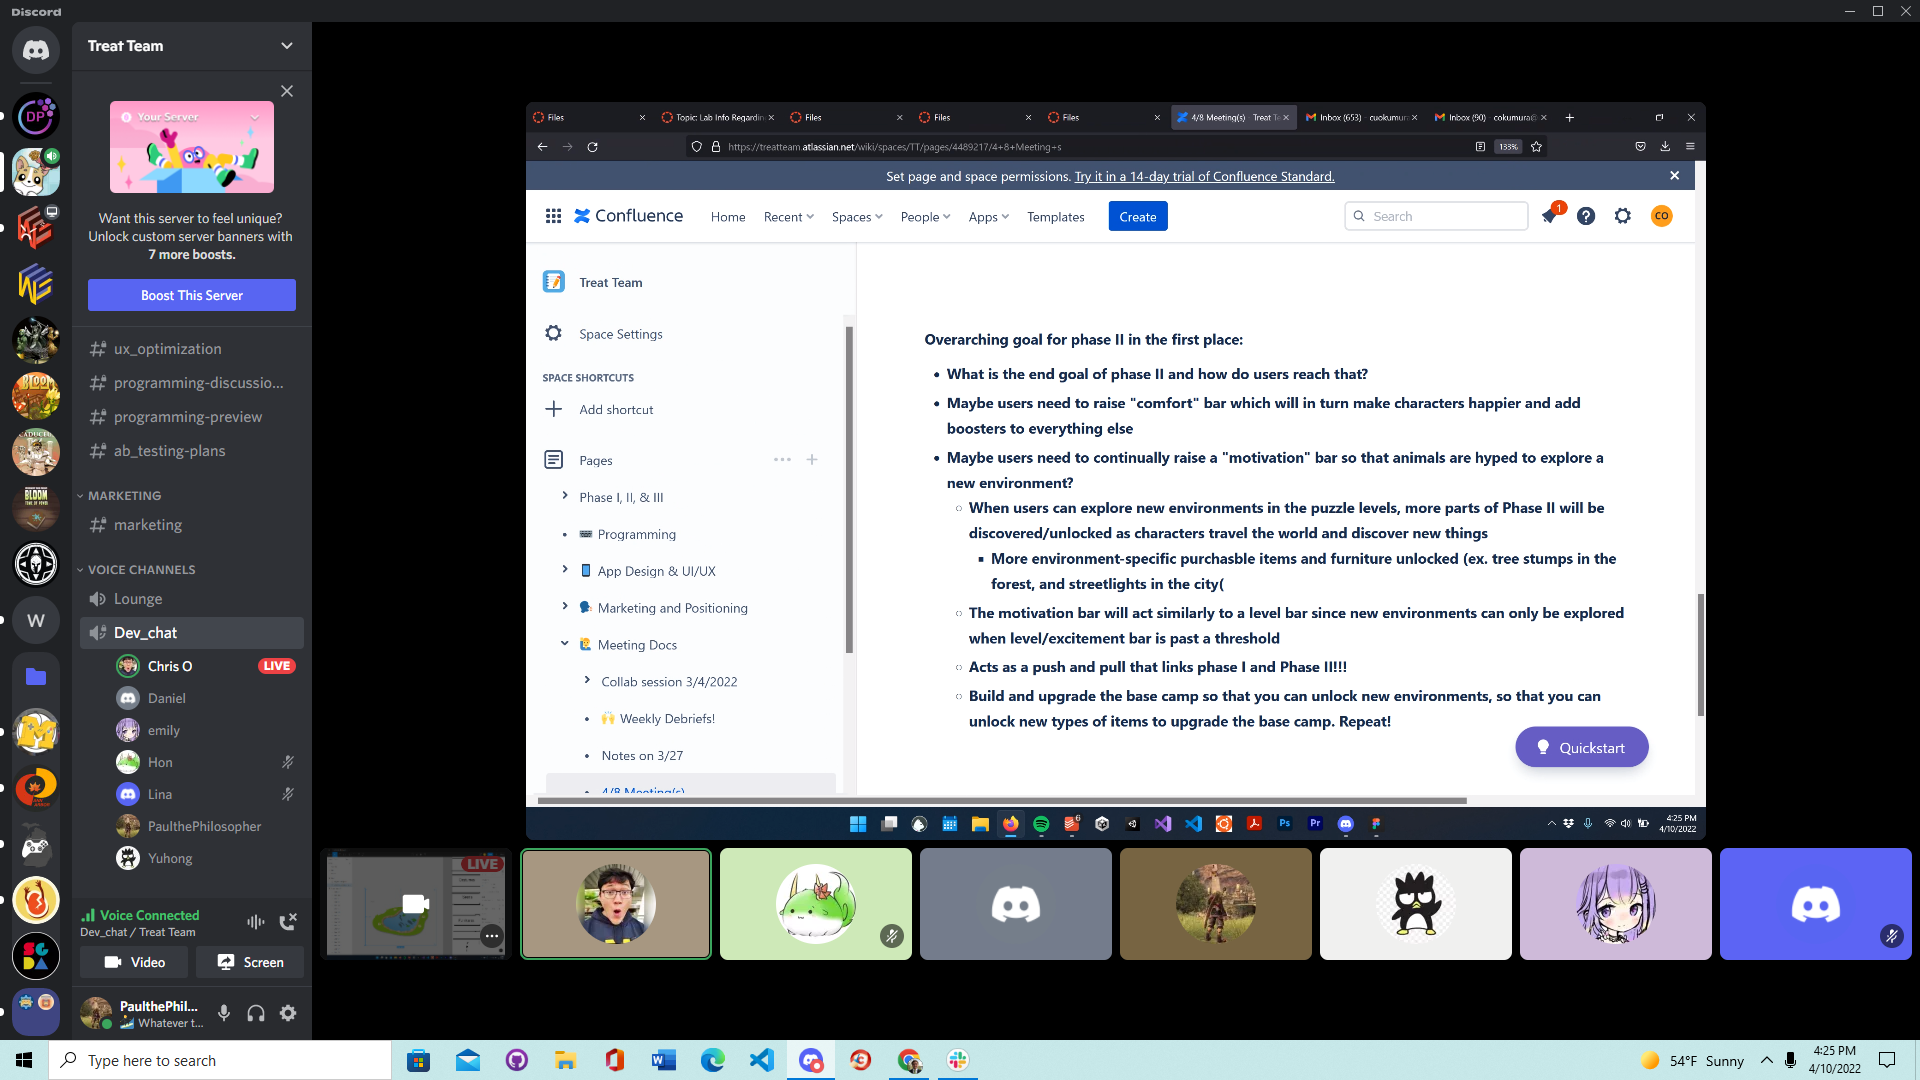 Discord
Treat Team
Your Server
Want this server to feel unique?
Unlock custom server banners with
7 more boosts.
Boost This Server
ux_optimization
programming-discussio...
programming-preview
ab_testing-plans
MARKETING
marketing
VOICE CHANNELS
Lounge
Dev_chat
Chris O
LIVE
Daniel
emily
Hon
Lina
PaulthePhilosopher
Yuhong
Voice Connected
Dev_chat / Treat Team
Video
Screen
PaulthePhil...
Whatever t...
DP
BLOOM
BLOOM
W
Files
Topic: Lab Info Regardin
Files
Files
Files
4/8 Meeting(s) - Treat Te
Inbox (653) - cuokumura
Inbox (90) - cokumura@
https://treatteam.atlassian.net/wiki/spaces/TT/pages/4489217/4+8+Meeting+s
133%
Set page and space permissions. Try it in a 14-day trial of Confluence Standard.
Confluence
Home
Recent
Spaces
People
Apps
Templates
Create
Search
1
CO
Treat Team
Space Settings
SPACE SHORTCUTS
Add shortcut
Pages
Phase I, II, & III
Programming
App Design & UI/UX
Marketing and Positioning
Meeting Docs
Collab session 3/4/2022
Weekly Debriefs!
Notes on 3/27
4/8 Meeting(s)
Overarching goal for phase II in the first place:
What is the end goal of phase II and how do users reach that?
Maybe users need to raise "comfort" bar which will in turn make characters happier and add
boosters to everything else
Maybe users need to continually raise a "motivation" bar so that animals are hyped to explore a
new environment?
When users can explore new environments in the puzzle levels, more parts of Phase II will be
discovered/unlocked as characters travel the world and discover new things
More environment-specific purchasble items and furniture unlocked (ex. tree stumps in the
forest, and streetlights in the city(
The motivation bar will act similarly to a level bar since new environments can only be explored
when level/excitement bar is past a threshold
Acts as a push and pull that links phase I and Phase II!!!
Build and upgrade the base camp so that you can unlock new environments, so that you can
unlock new types of items to upgrade the base camp. Repeat!
Quickstart
6
Ps
Pr
4:25 PM
4/10/2022
LIVE
Type here to search
54°F Sunny
4:25 PM
4/10/2022